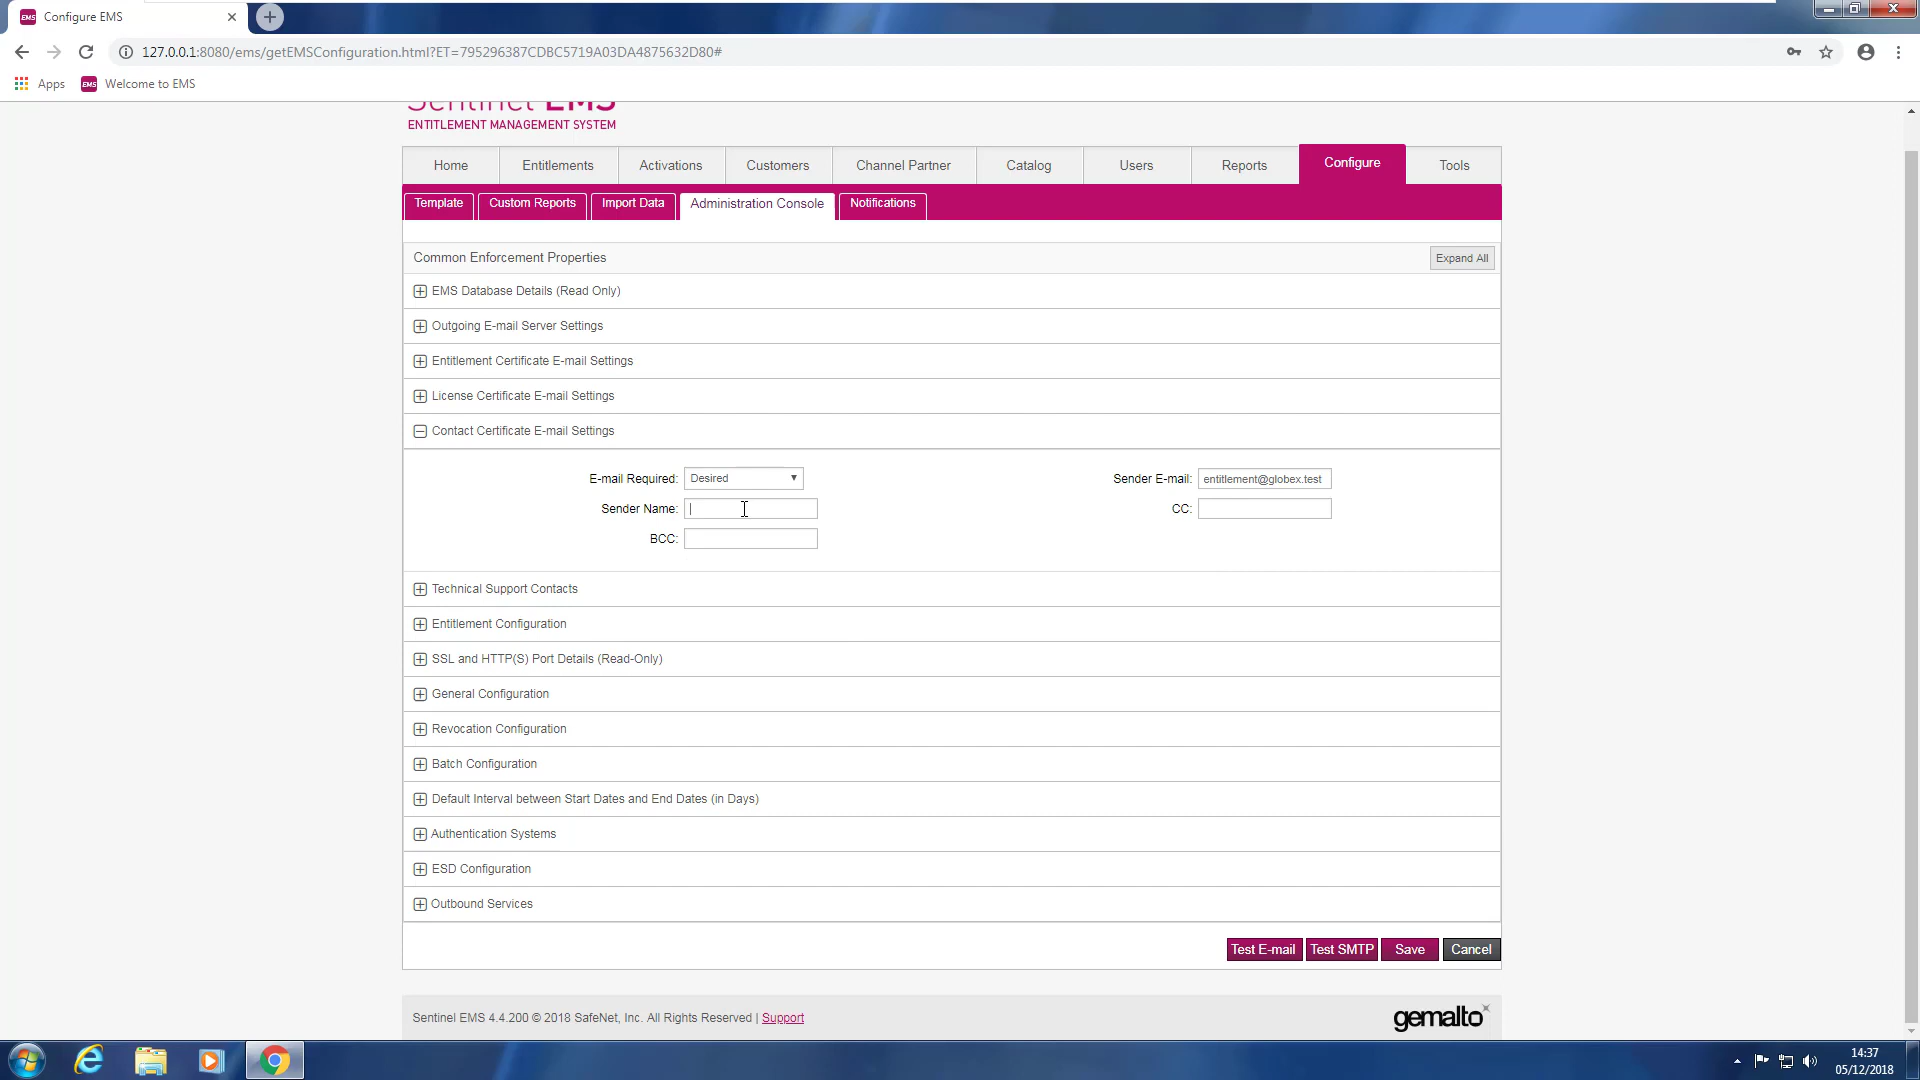 Configure EMS
127.0.0.1:8080/ems/getEMSConfiguration.html?ET=795296387CDBC5719A03DA4875632D80#
Apps
EMS
Welcome to EMS
Sentinel EMS
ENTITLEMENT MANAGEMENT SYSTEM
Home
Entitlements
Activations
Customers
Channel Partner
Catalog
Users
Reports
Configure
Tools
Template
Custom Reports
Import Data
Administration Console
Notifications
Common Enforcement Properties
Expand All
EMS Database Details (Read Only)
Outgoing E-mail Server Settings
Entitlement Certificate E-mail Settings
License Certificate E-mail Settings
Contact Certificate E-mail Settings
E-mail Required: Desired
Sender E-mail: entitlement@globex.test
Sender Name:
CC:
BCC:
Technical Support Contacts
Entitlement Configuration
SSL and HTTP(S) Port Details (Read-Only)
General Configuration
Revocation Configuration
Batch Configuration
Default Interval between Start Dates and End Dates (in Days)
Authentication Systems
ESD Configuration
Outbound Services
Test E-mail
Test SMTP
Save
Cancel
Sentinel EMS 4.4.200 © 2018 SafeNet, Inc. All Rights Reserved | Support
gemalto
14:37
05/12/2018